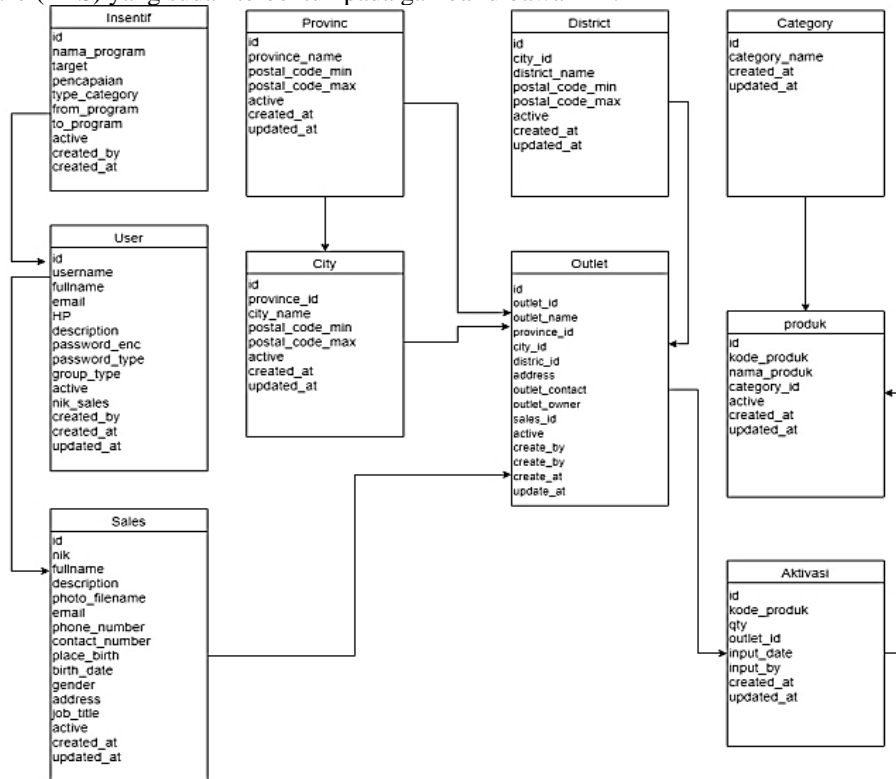 Insentif
id
nama_program
target
pencapaian
type_category
from_program
to_program
active
created_by
created_at
Provinc
id
province_name
postal_code_min
postal_code_max
active
created_at
updated_at
District
id
city_id
district_name
postal_code_min
postal_code_max
active
created_at
updated_at
Category
id
category_name
created_at
updated_at
User
id
username
fullname
email
HP
description
password_enc
password_type
group_type
active
nik_sales
created_by
created_at
updated_at
City
id
province_id
city_name
postal_code_min
postal_code_max
active
created_at
updated_at
Outlet
id
outlet_id
outlet_name
province_id
city_id
distric_id
address
outlet_contact
outlet_owner
sales_id
active
create_by
create_by
create_at
update_at
produk
id
kode_produk
nama_produk
category_id
active
created_at
updated_at
Sales
id
nik
fullname
description
photo_filename
email
phone_number
contact_number
place_birth
birth_date
gender
address
job_title
active
created_at
updated_at
Aktivasi
id
kode_produk
qty
outlet_id
input_date
input_by
created_at
updated_at